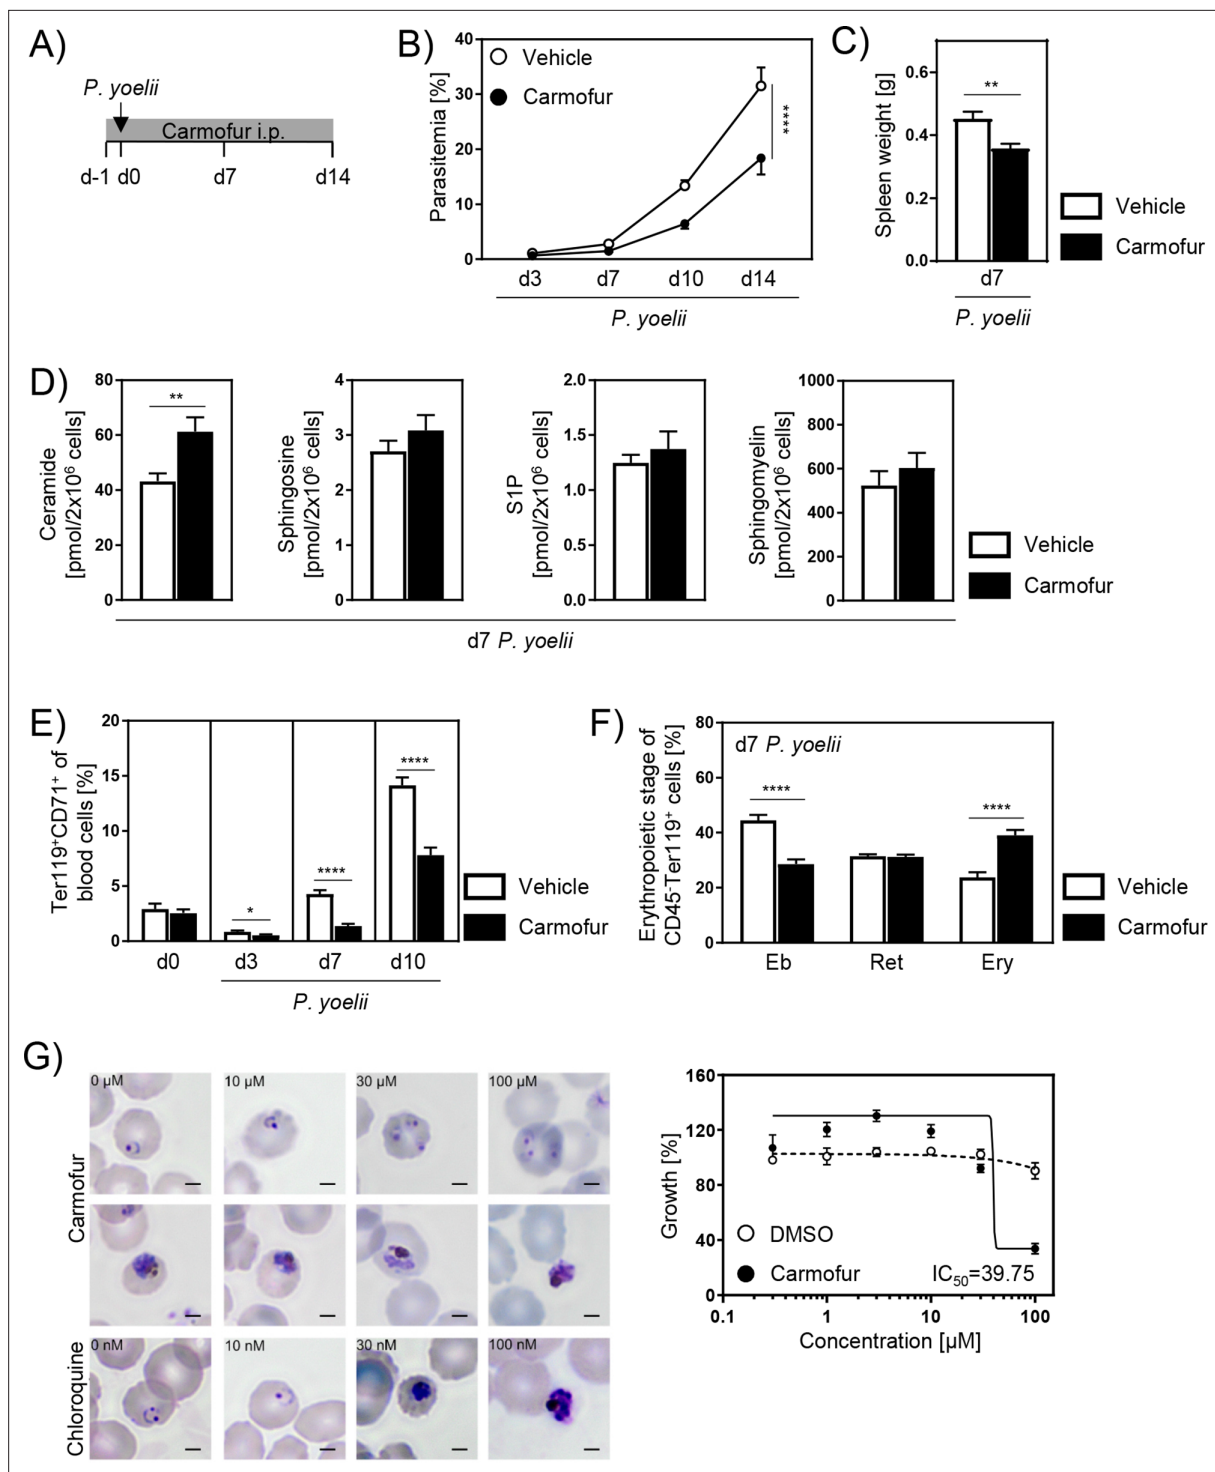 A)
P. yoelii
Carmofur i.p.
d-1 d0 d7 d14
B)
Parasitemia [%]
40
30
20
10
0
Vehicle
Carmofur
****
d3 d7 d10 d14
P. yoelii
C)
Spleen weight [g]
0.6
0.4
0.2
0.0
**
d7
P. yoelii
Vehicle
Carmofur
D)
Ceramide
[pmol/2x10⁶ cells]
80
60
40
20
0
**
Sphingosine
[pmol/2x10⁶ cells]
4
3
2
1
0
S1P
[pmol/2x10⁶ cells]
2.0
1.5
1.0
0.5
0.0
Sphingomyelin
[pmol/2x10⁶ cells]
1000
800
600
400
200
0
Vehicle
Carmofur
d7 P. yoelii
E)
Ter119⁺CD71⁺ of
blood cells [%]
20
15
10
5
0
*
****
****
d0 d3 d7 d10
P. yoelii
Vehicle
Carmofur
F)
Erythropoietic stage of
CD45⁻Ter119⁺ cells [%]
80
60
40
20
0
d7 P. yoelii
****
****
Eb Ret Ery
Vehicle
Carmofur
G)
Carmofur
0 µM 10 µM 30 µM 100 µM
Chloroquine
0 nM 10 nM 30 nM 100 nM
Growth [%]
160
120
80
40
0
DMSO
Carmofur
IC₅₀=39.75
0.1 1 10 100
Concentration [µM]